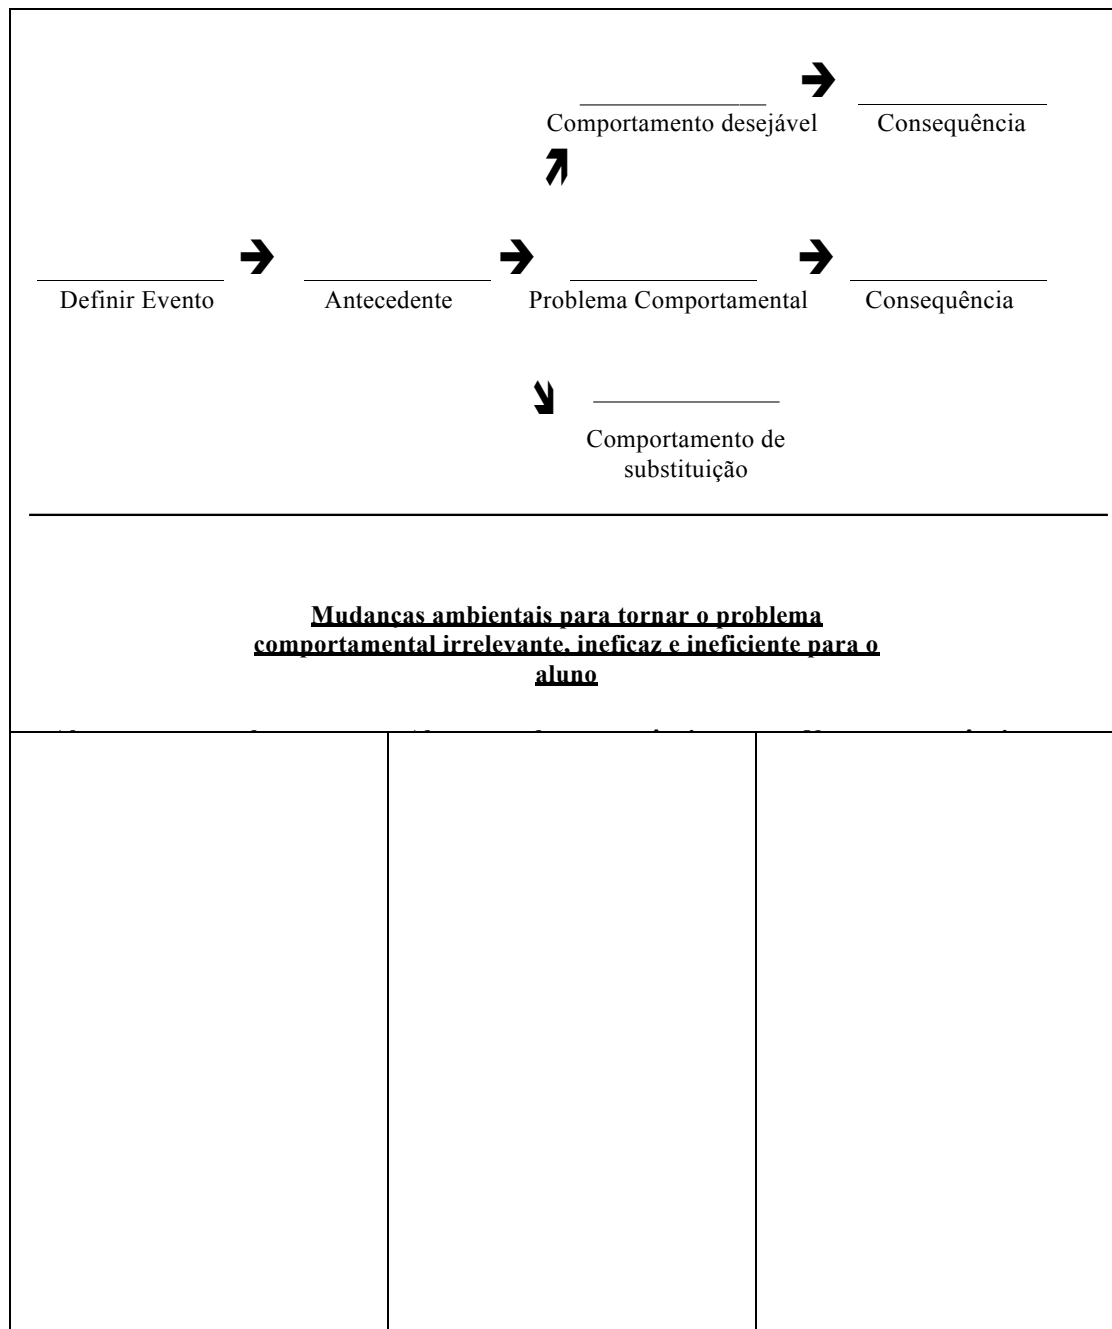 Comportamento desejável
Consequência
Definir Evento
Antecedente
Problema Comportamental
Consequência
Comportamento de
substituição
Mudanças ambientais para tornar o problema
comportamental irrelevante, ineficaz e ineficiente para o
aluno